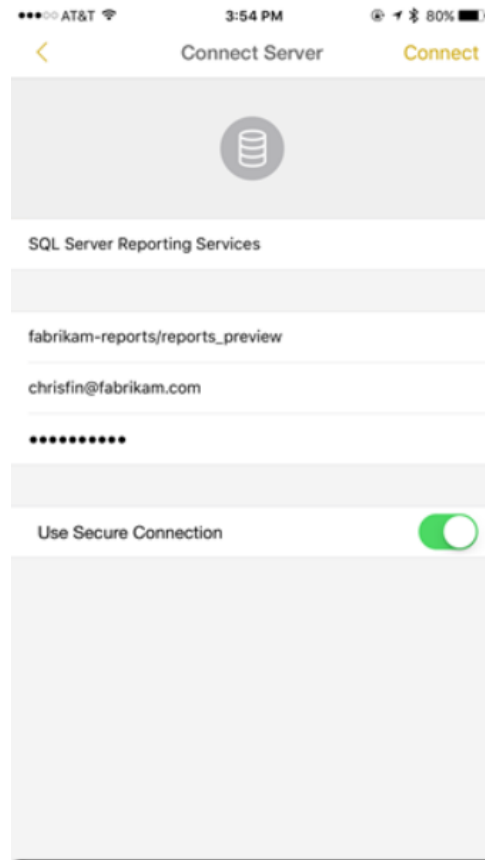 AT&T 3:54 PM 80%
Connect Server Connect
SQL Server Reporting Services
fabrikam-reports/reports_preview
chrisfin@fabrikam.com
••••••••••
Use Secure Connection